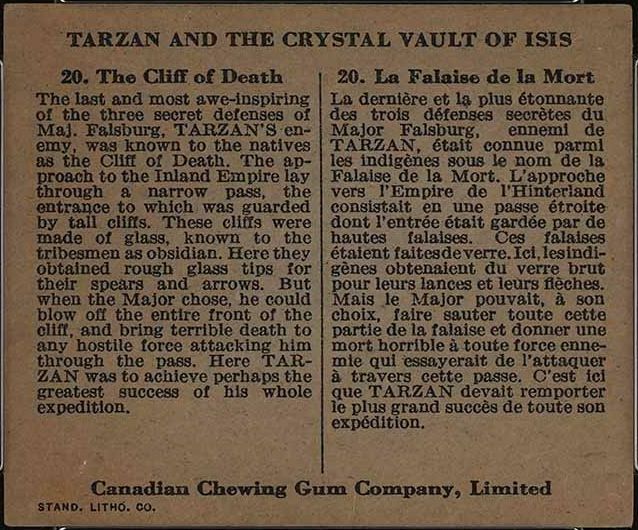 TARZAN AND THE CRYSTAL VAULT OF ISIS
20. The Cliff of Death
The last and most awe-inspiring
of the three secret defenses of
Maj. Falsburg, TARZAN'S en-
emy, was known to the natives
as the Cliff of Death. The ap-
proach to the Inland Empire lay
through a narrow pass, the
entrance to which was guarded
by tall cliffs. These cliffs were
made of glass, known to the
tribesmen as obsidian. Here they
obtained rough glass tips for
their spears and arrows. But
when the Major chose, he could
blow off the entire front of the
cliff, and bring terrible death to
any hostile force attacking him
through the pass. Here TAR-
ZAN was to achieve perhaps the
greatest success of his whole
expedition.
20. La Falaise de la Mort
La dernière et la plus étonnante
des trois défenses secrètes du
Major Falsburg, ennemi de
TARZAN, était connue parmi
les indigènes sous le nom de la
Falaise de la Mort. L'approche
vers l'Empire de l'Hinterland
consistait en une passe étroite
dont l'entrée était gardée par de
hautes falaises. Ces falaises
étaient faites de verre. Ici, les indi-
gènes obtenaient du verre brut
pour leurs lances et leurs flèches.
Mais le Major pouvait, à son
choix, faire sauter toute cette
partie de la falaise et donner une
mort horrible à toute force enne-
mie qui essayerait de l'attaquer
à travers cette passe. C'est ici
que TARZAN devait remporter
le plus grand succès de toute son
expédition.
Canadian Chewing Gum Company, Limited
STAND. LITHO. CO.